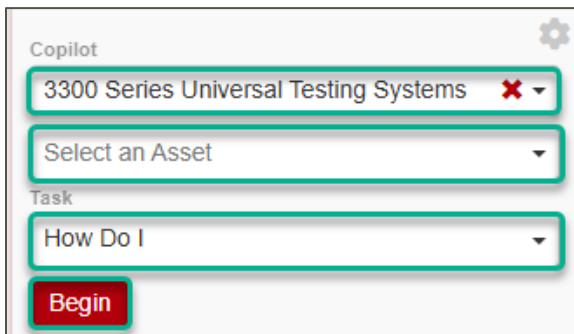 Copilot
3300 Series Universal Testing Systems
Select an Asset
Task
How Do I
Begin